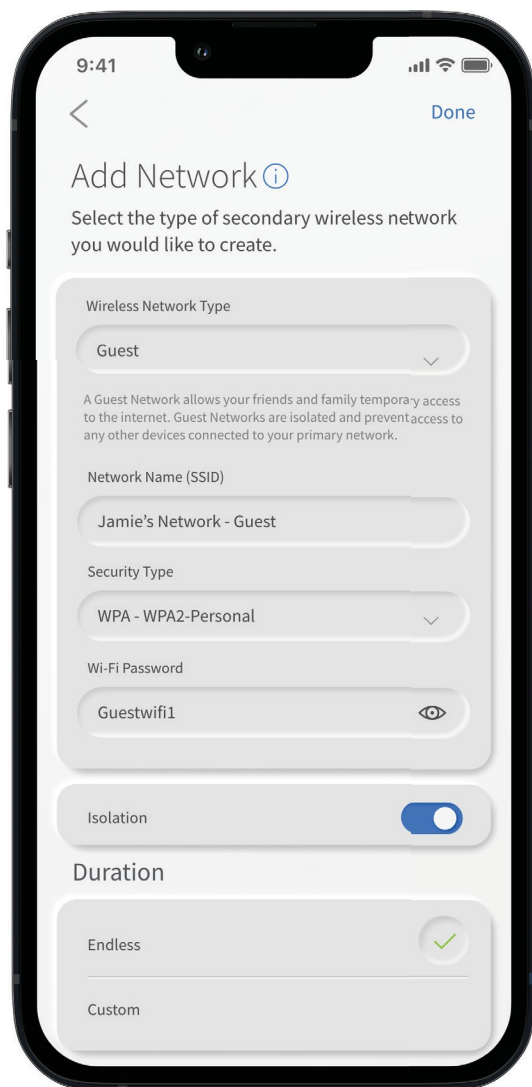 9:41
Done
Add Network
Select the type of secondary wireless network
you would like to create.
Wireless Network Type
Guest
A Guest Network allows your friends and family temporary access
to the internet. Guest Networks are isolated and prevent access to
any other devices connected to your primary network.
Network Name (SSID)
Jamie’s Network - Guest
Security Type
WPA - WPA2-Personal
Wi-Fi Password
Guestwifi1
Isolation
Duration
Endless
Custom